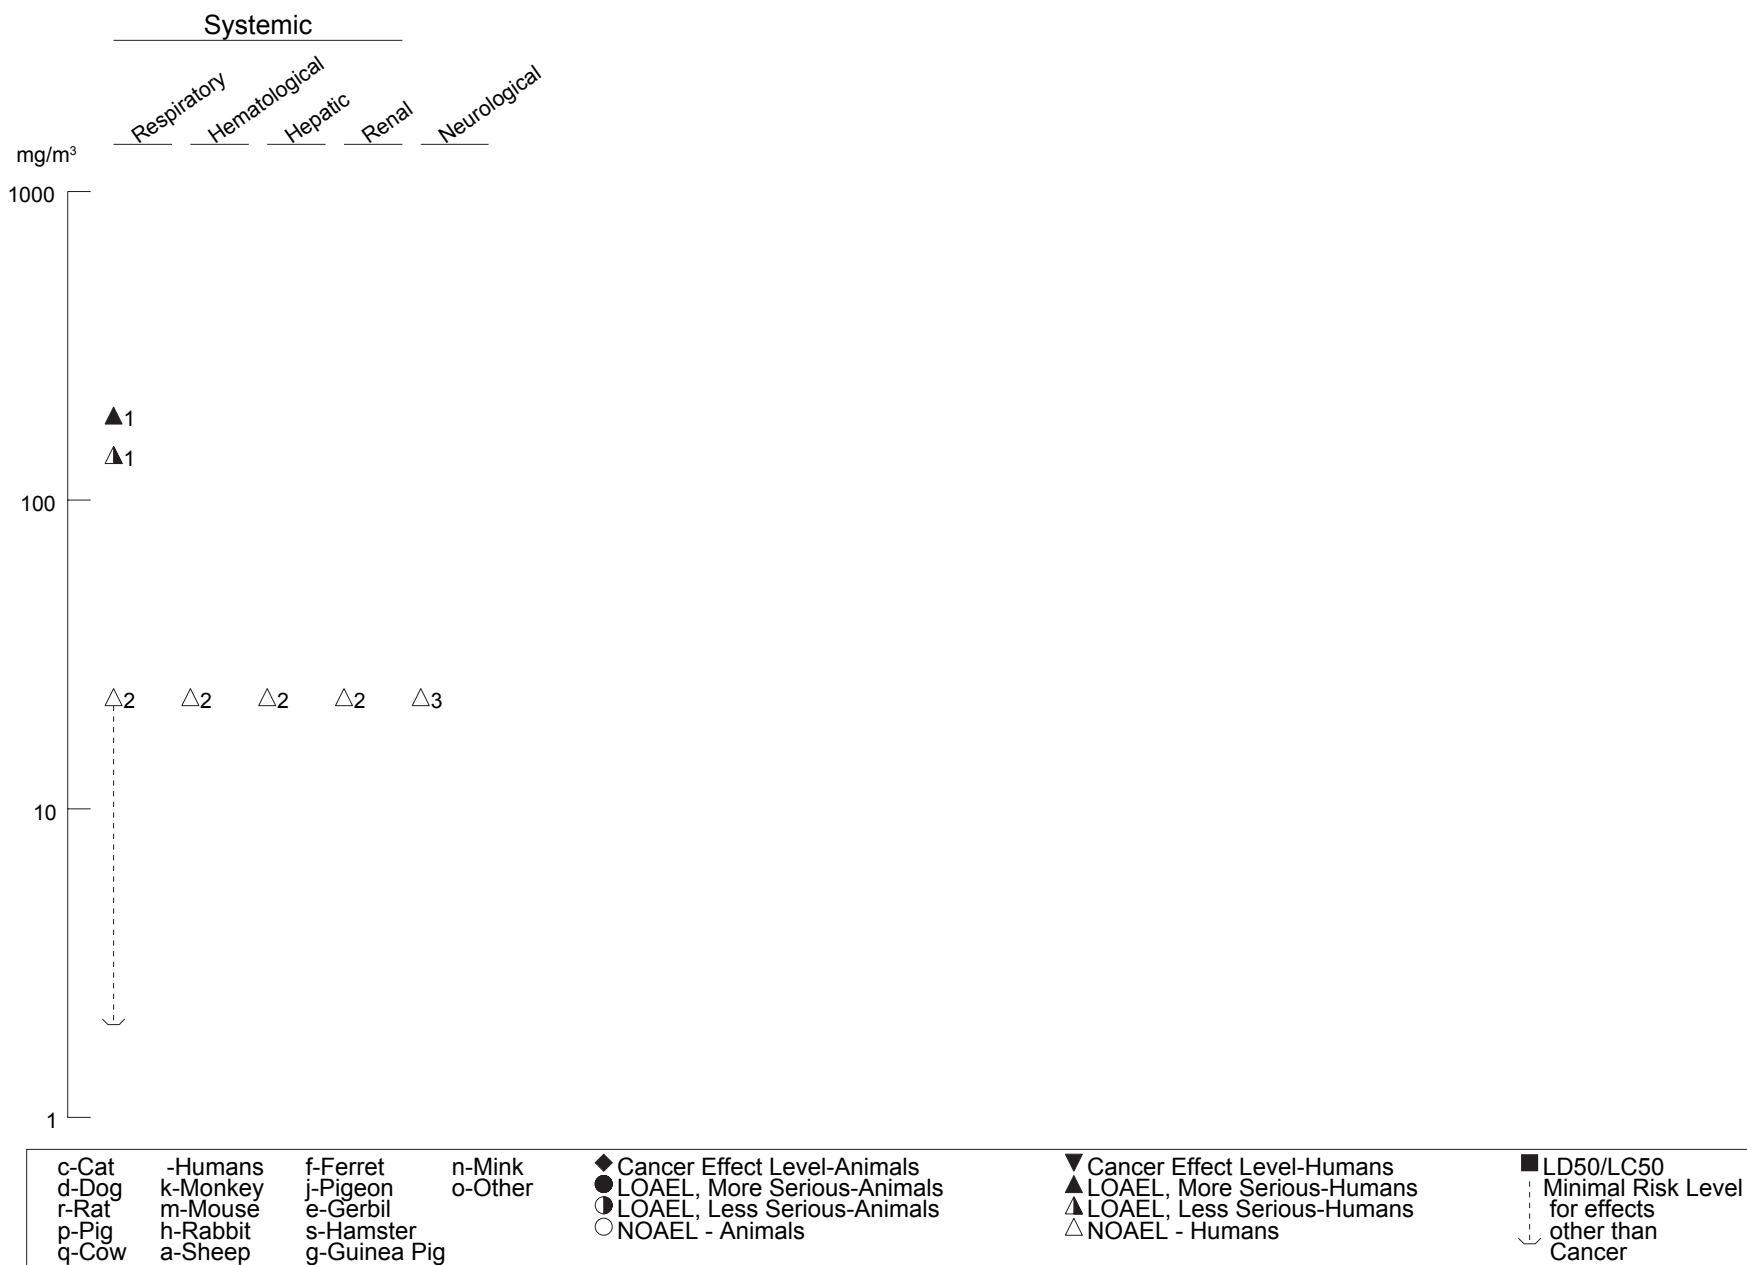 Systemic
Respiratory
Hematological
Hepatic
Renal
Neurological
mg/m³
1000
1
1
100
2 2 2 2 3
10
1
c-Cat -Humans f-Ferret n-Mink Cancer Effect Level-Animals Cancer Effect Level-Humans LD50/LC50
d-Dog k-Monkey j-Pigeon o-Other LOAEL, More Serious-Animals LOAEL, More Serious-Humans Minimal Risk Level
r-Rat m-Mouse e-Gerbil LOAEL, Less Serious-Animals LOAEL, Less Serious-Humans for effects
p-Pig h-Rabbit s-Hamster NOAEL - Animals NOAEL - Humans other than
q-Cow a-Sheep g-Guinea Pig Cancer